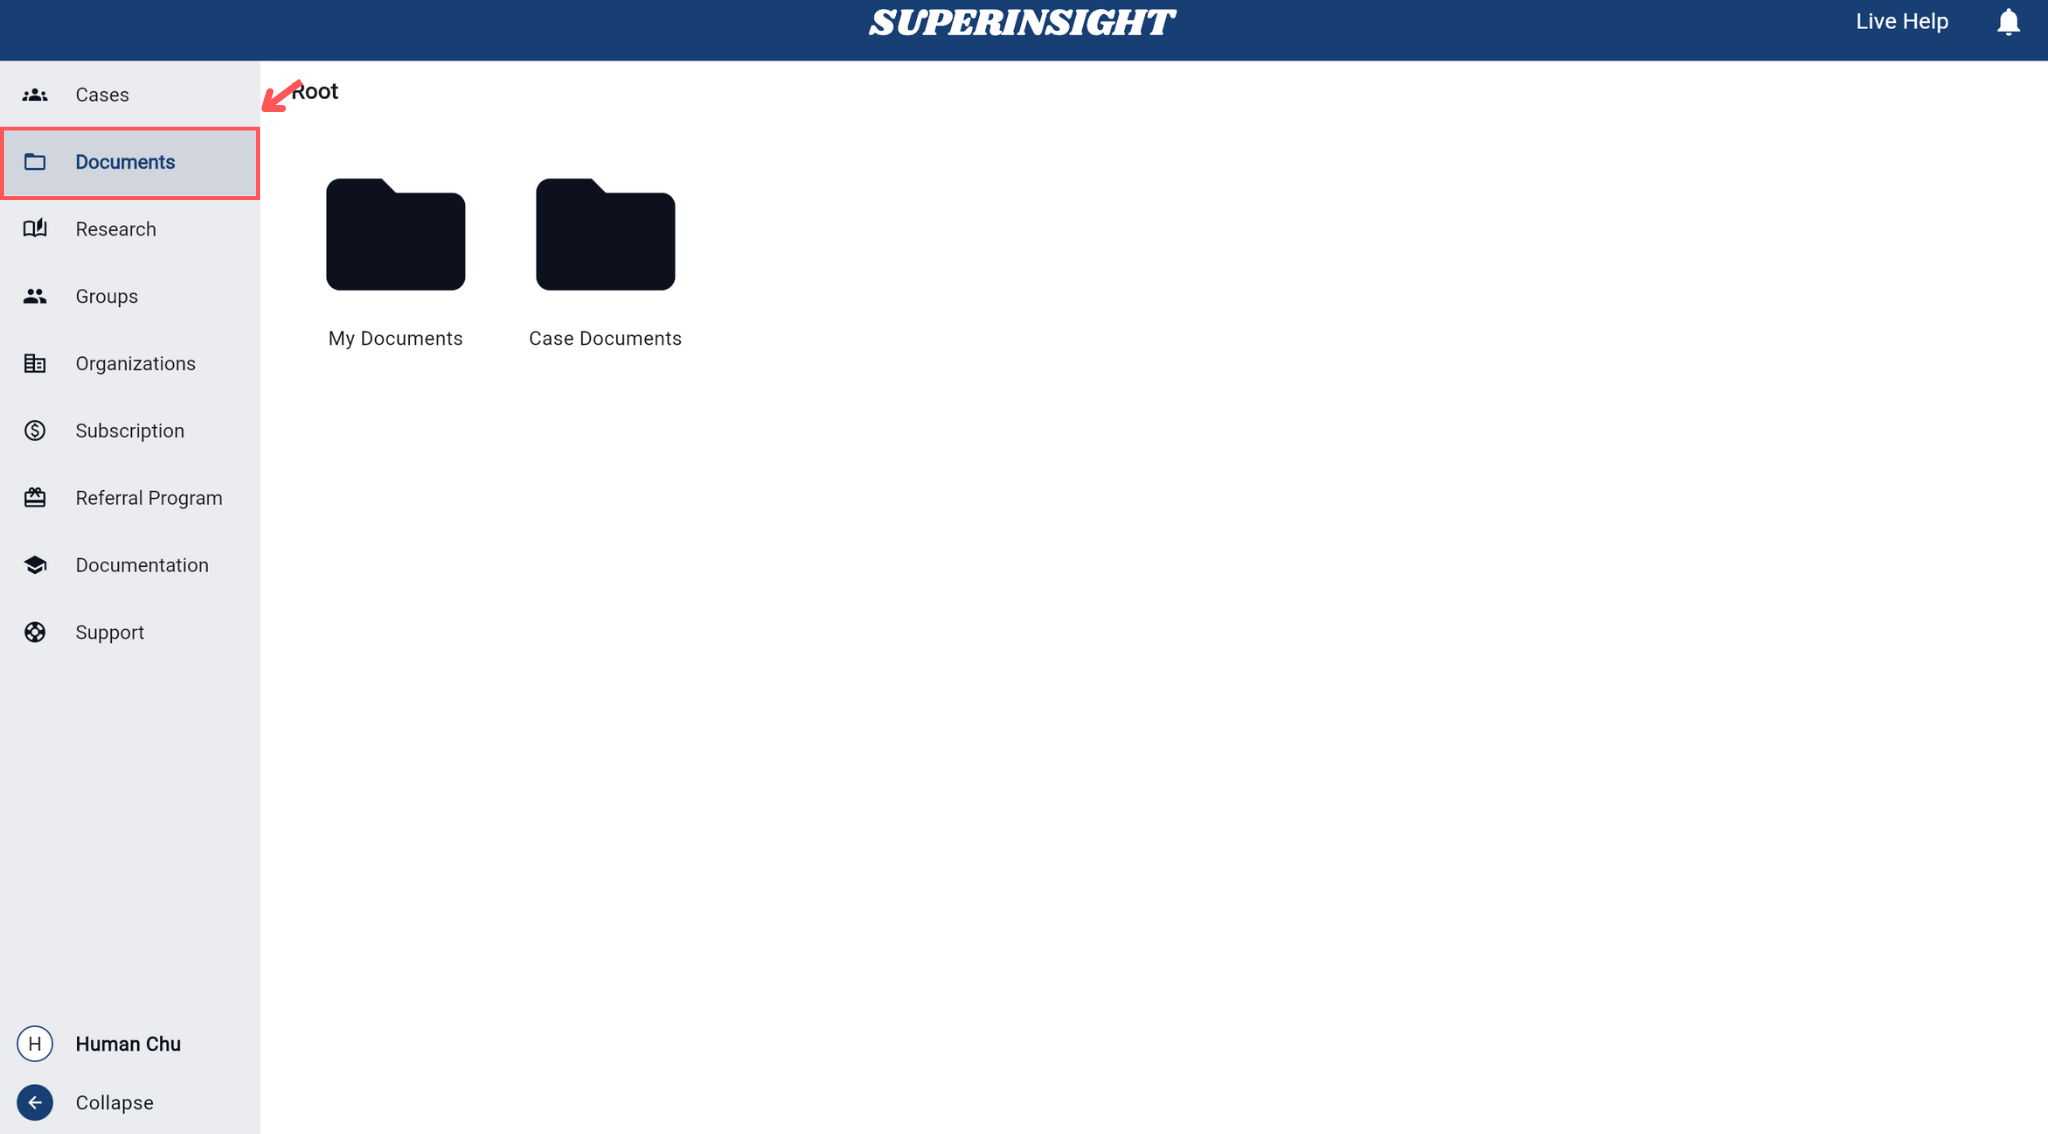 SUPERINSIGHT
Live Help
Cases
Documents
Research
Groups
Organizations
Subscription
Referral Program
Documentation
Support
H
Human Chu
Collapse
Root
My Documents
Case Documents